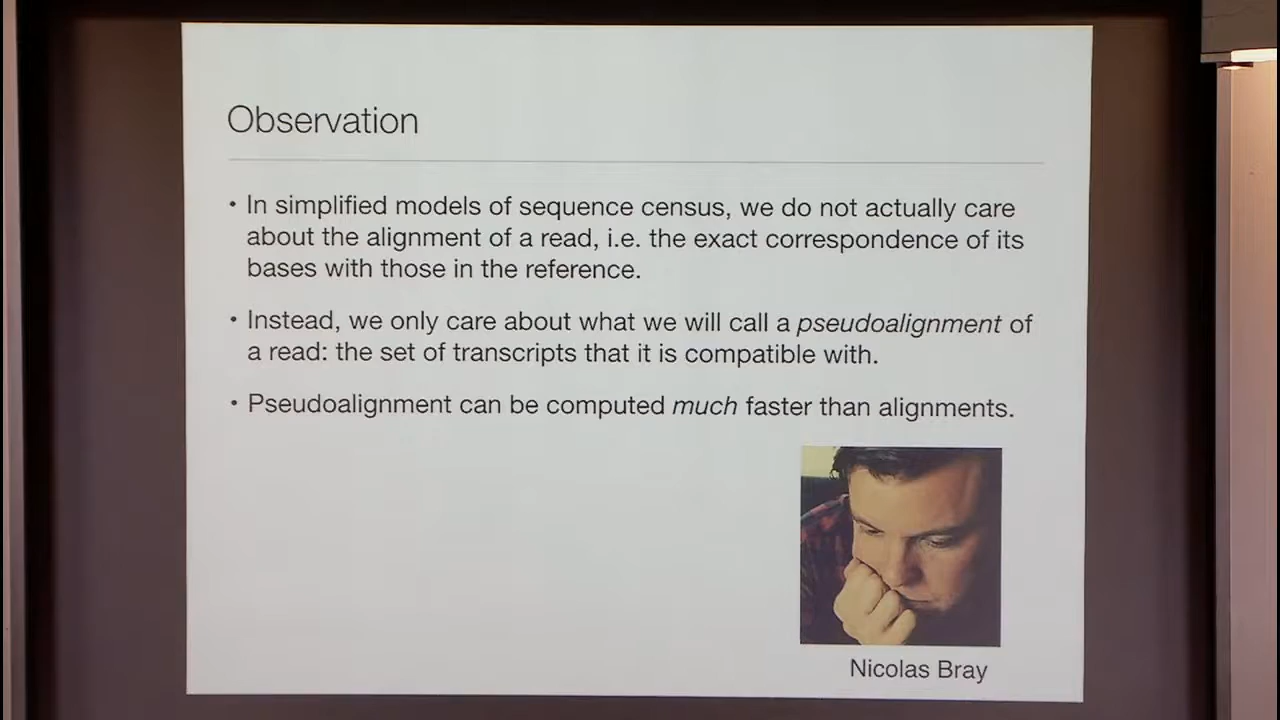 Observation
• In simplified models of sequence census, we do not actually care
about the alignment of a read, i.e. the exact correspondence of its
bases with those in the reference.
• Instead, we only care about what we will call a pseudoalignment of
a read: the set of transcripts that it is compatible with.
• Pseudoalignment can be computed much faster than alignments.
Nicolas Bray